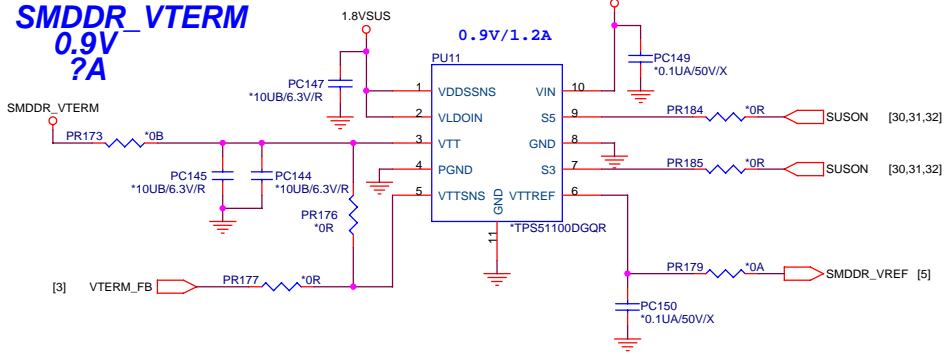 SMDDR_VTERM
0.9V
?A
1.8VSUS
0.9V/1.2A
PU11
PC147
*10UB/6.3V/R
PC149
*0.1UA/50V/X
1 VDDSSNS VIN 10
2 VLDOIN S5 9
3 VTT GND 8
4 PGND S3 7
5 VTTSNS VTTREF 6
GND
11
*TPS51100DGQR
SMDDR_VTERM
PR173 *0B
PC145 PC144
*10UB/6.3V/R *10UB/6.3V/R
PR176
*0R
[3] VTERM_FB PR177 *0R
PR184 *0R SUSON [30,31,32]
PR185 *0R SUSON [30,31,32]
PR179 *0A SMDDR_VREF [5]
PC150
*0.1UA/50V/X